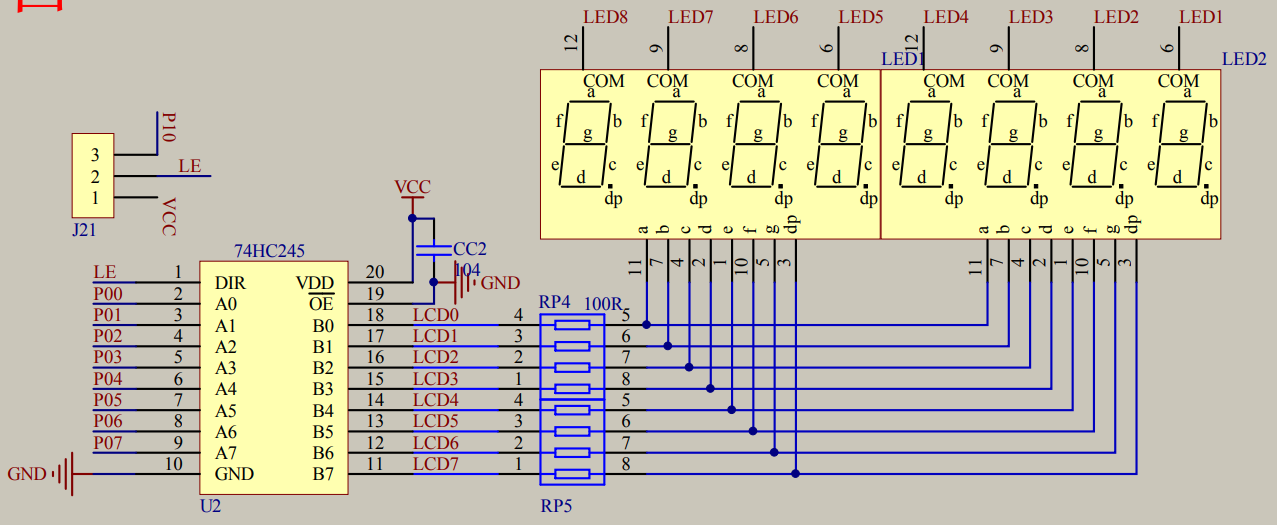 LED8 LED7 LED6 LED5 LED4 LED3 LED2 LED1
12 9 8 6 12 9 8 6
LED1 LED2
COM COM COM COM COM COM COM COM
a a a a a a a a
f b f b f b f b f b f b f b f b
g g g g g g g g
e c e c e c e c e c e c e c e c
d d d d d d d d
dp dp dp dp dp dp dp dp
a b c d e f g dp a b c d e f g dp
11 7 4 2 1 10 5 3 11 7 4 2 1 10 5 3
P10
3
2 LE
1
VCC
J21
VCC
CC2
104
GND
74HC245
LE 1 DIR VDD 20
P00 2 A0 OE 19
P01 3 A1 B0 18 LCD0 4 5
P02 4 A2 B1 17 LCD1 3 6
P03 5 A3 B2 16 LCD2 2 7
P04 6 A4 B3 15 LCD3 1 8
P05 7 A5 B4 14 LCD4 4 5
P06 8 A6 B5 13 LCD5 3 6
P07 9 A7 B6 12 LCD6 2 7
GND 10 GND B7 11 LCD7 1 8
U2
RP4 100R
RP5